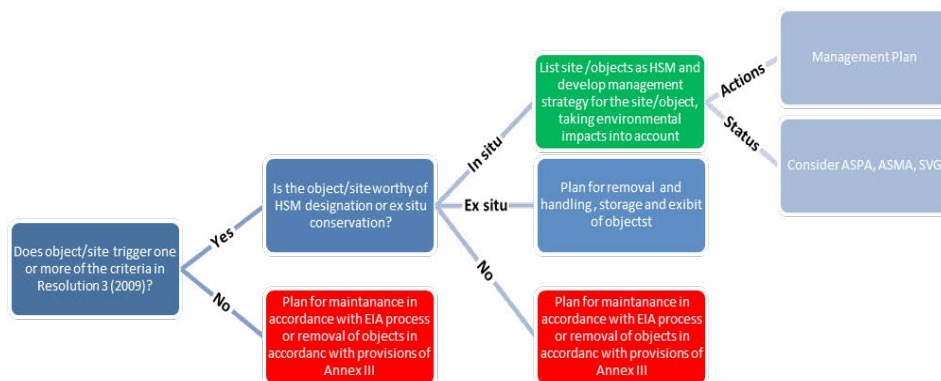 Does object/site trigger one
or more of the criteria in
Resolution 3 (2009)?
Yes
No
Is the object/site worthy of
HSM designation or ex situ
conservation?
Plan for maintanance in
accordance with EIA process
or removal of objects in
accordanc with provisions of
Annex III
In situ
Ex situ
No
List site /objects as HSM and
develop management
strategy for the site/object,
taking environmental
impacts into account
Plan for removal and
handling , storage and exibit
of objectst
Plan for maintanance in
accordance with EIA process
or removal of objects in
accordanc with provisions of
Annex III
Actions
Status
Management Plan
Consider ASPA, ASMA, SVG